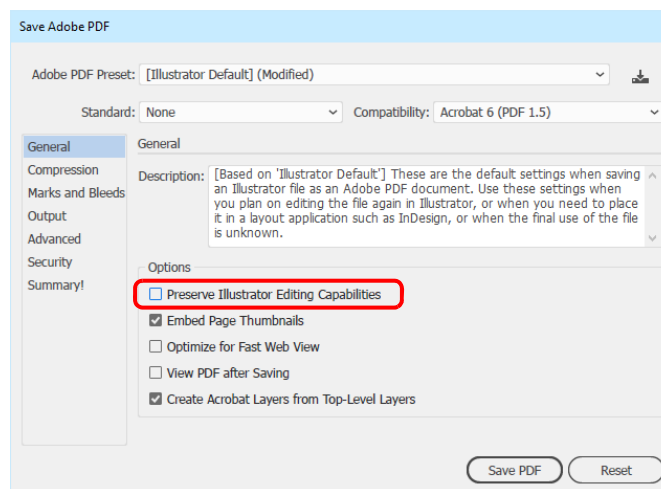 Save Adobe PDF
Adobe PDF Preset: [Illustrator Default] (Modified)
Standard: None Compatibility: Acrobat 6 (PDF 1.5)
General
Compression
Marks and Bleeds
Output
Advanced
Security
Summary!
General
Description: [Based on 'Illustrator Default'] These are the default settings when saving
an Illustrator file as an Adobe PDF document. Use these settings when
you plan on editing the file again in Illustrator, or when you need to place
it in a layout application such as InDesign, or when the final use of the file
is unknown.
Options
Preserve Illustrator Editing Capabilities
Embed Page Thumbnails
Optimize for Fast Web View
View PDF after Saving
Create Acrobat Layers from Top-Level Layers
Save PDF Reset